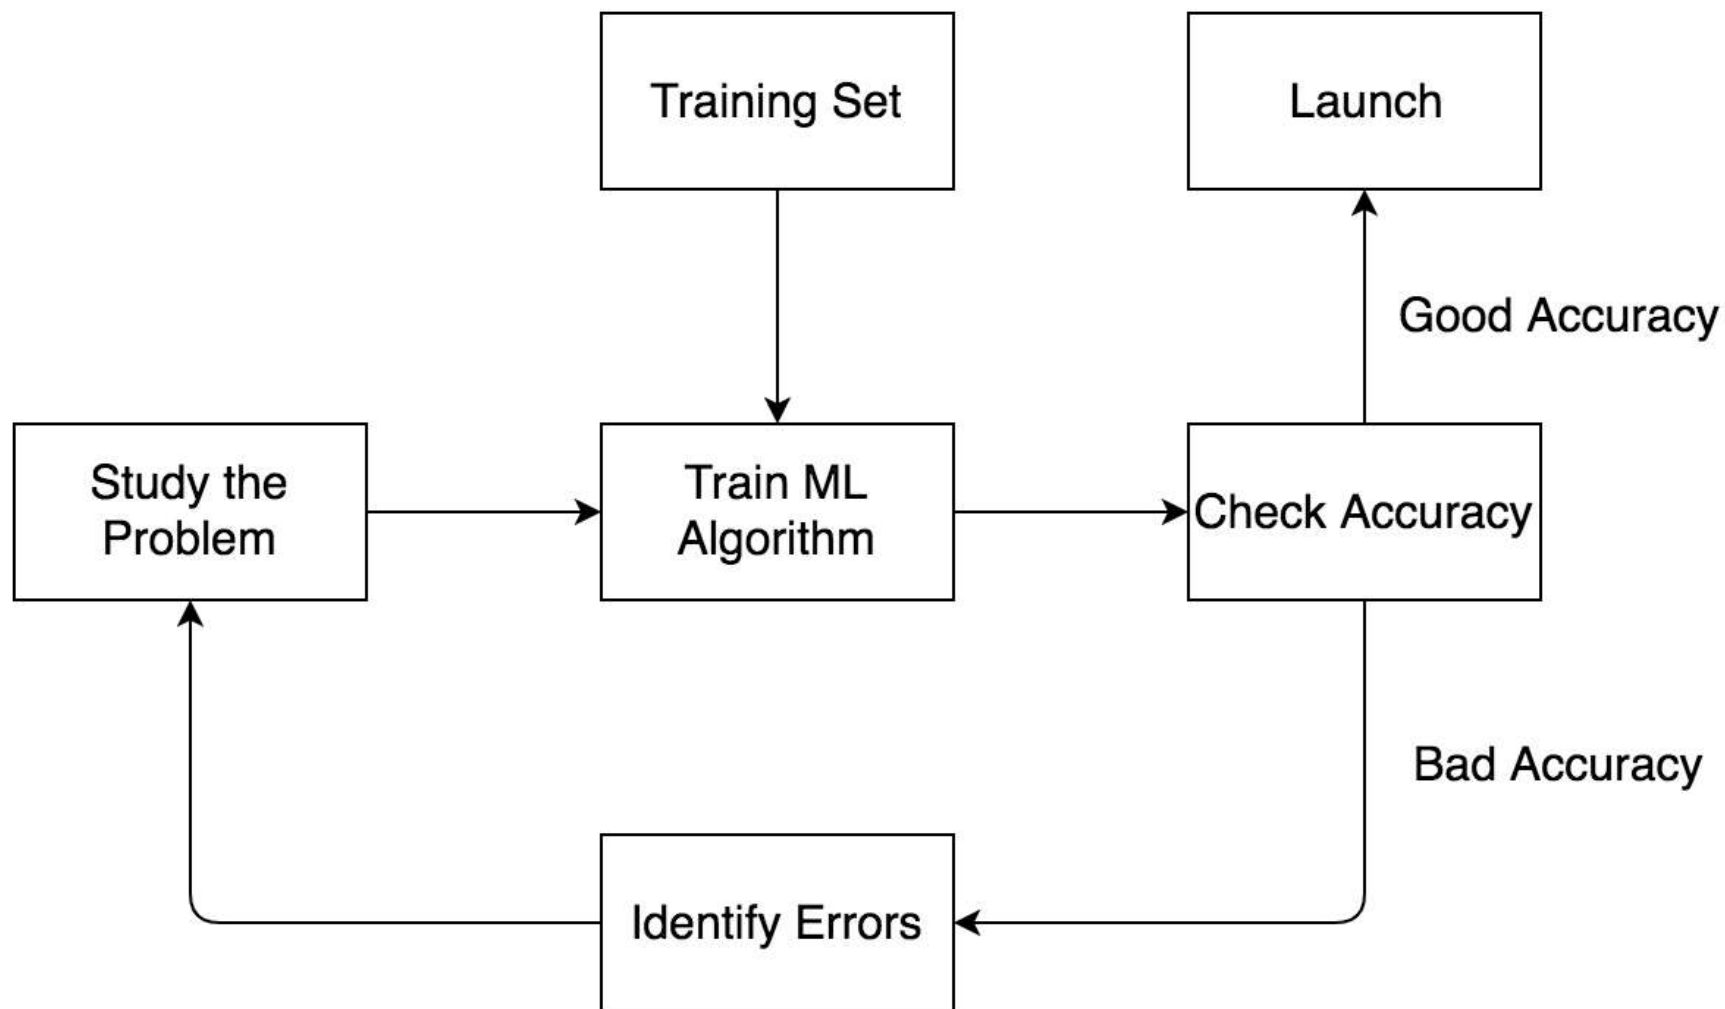 Training Set
Launch
Good Accuracy
Study the
Problem
Train ML
Algorithm
Check Accuracy
Bad Accuracy
Identify Errors